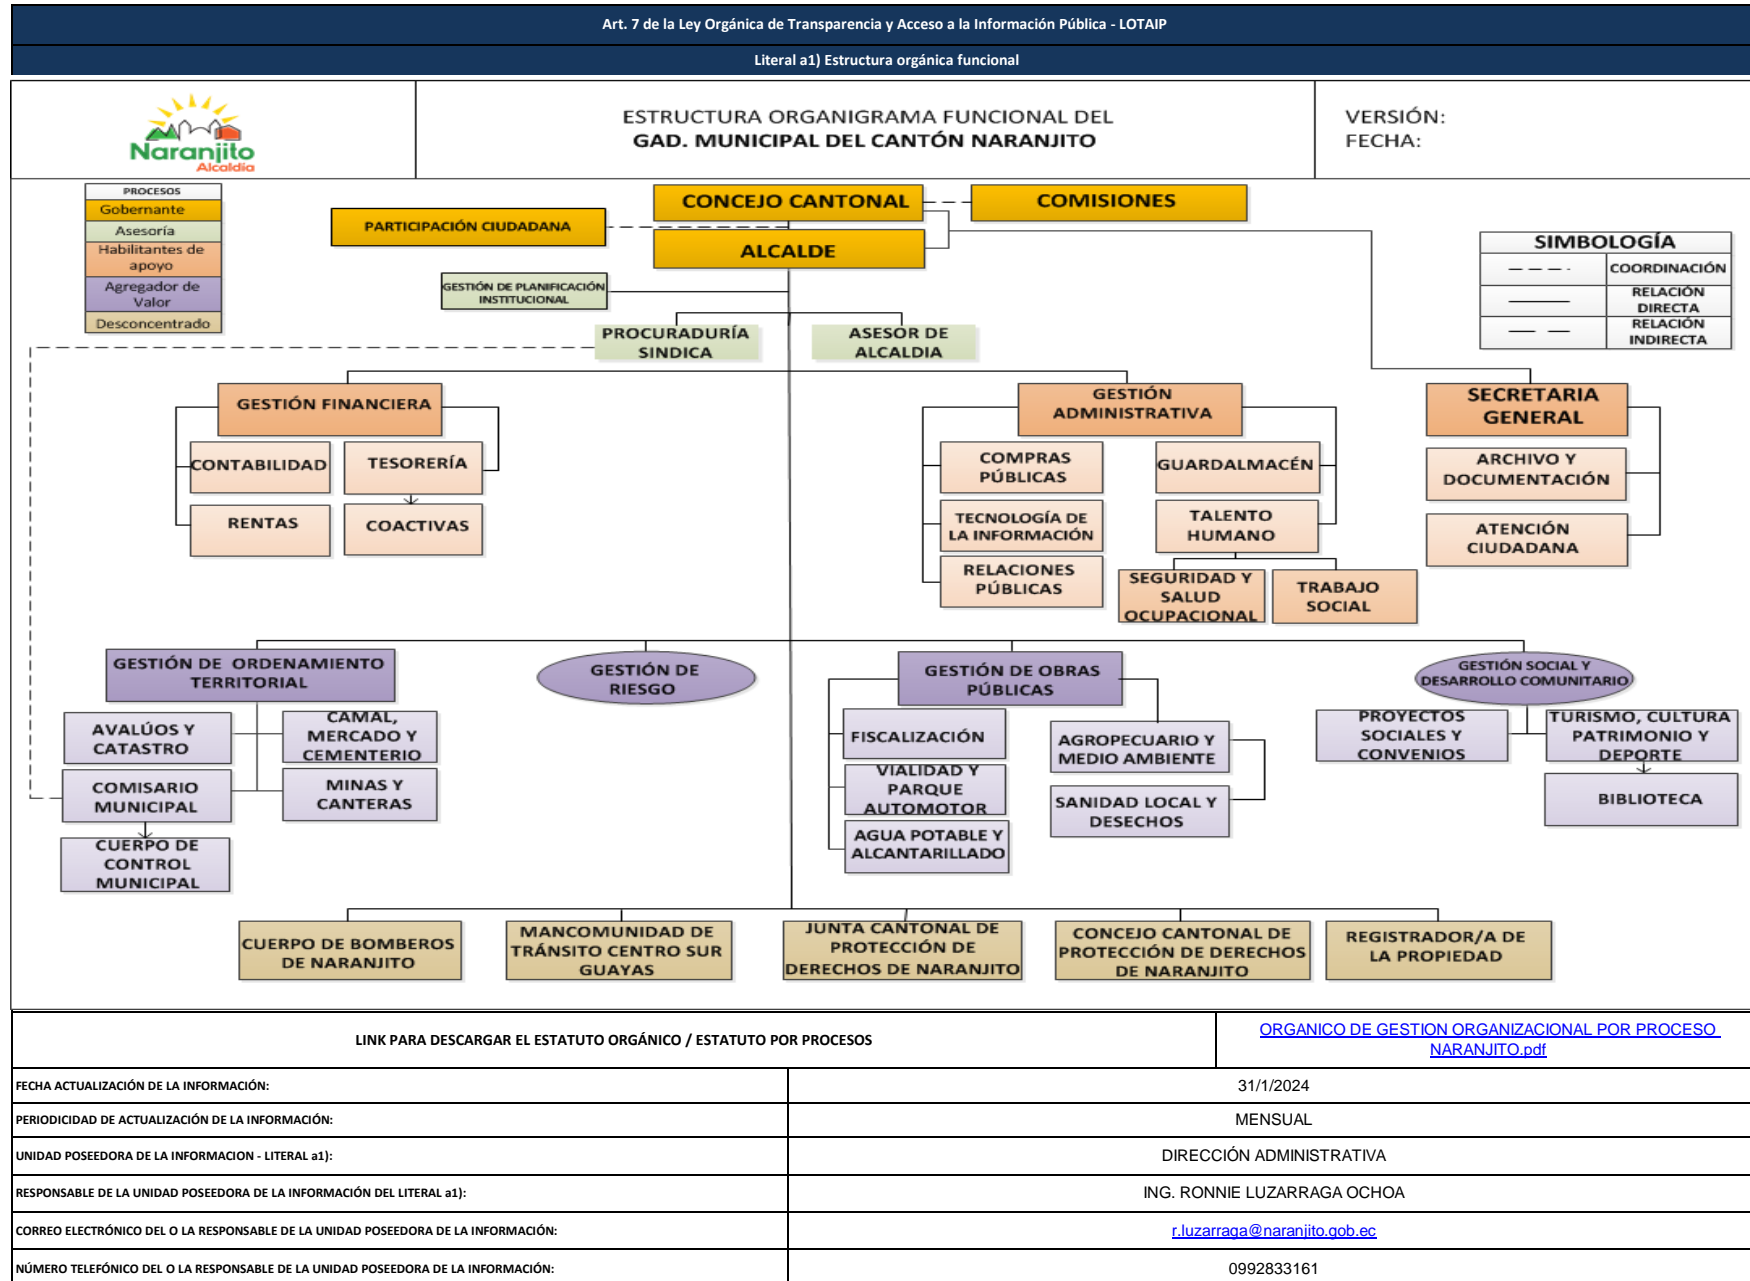 Art. 7 de la Ley Orgánica de Transparencia y Acceso a la Información Pública - LOTAIP
Literal a1) Estructura orgánica funcional
Naranjito
Alcaldía
ESTRUCTURA ORGANIGRAMA FUNCIONAL DEL
GAD. MUNICIPAL DEL CANTÓN NARANJITO
VERSIÓN:
FECHA:
PROCESOS
Gobernante
Asesoría
Habilitantes de
apoyo
Agregador de
Valor
Desconcentrado
CONCEJO CANTONAL
COMISIONES
PARTICIPACIÓN CIUDADANA
ALCALDE
SIMBOLOGÍA
COORDINACIÓN
RELACIÓN
DIRECTA
RELACIÓN
INDIRECTA
GESTIÓN DE PLANIFICACIÓN
INSTITUCIONAL
PROCURADURÍA
SINDICA
ASESOR DE
ALCALDIA
GESTIÓN FINANCIERA
CONTABILIDAD
TESORERÍA
RENTAS
COACTIVAS
GESTIÓN
ADMINISTRATIVA
COMPRAS
PÚBLICAS
GUARDALMACÉN
TECNOLOGÍA DE
LA INFORMACIÓN
TALENTO
HUMANO
RELACIONES
PÚBLICAS
SEGURIDAD Y
SALUD
OCUPACIONAL
TRABAJO
SOCIAL
SECRETARIA
GENERAL
ARCHIVO Y
DOCUMENTACIÓN
ATENCIÓN
CIUDADANA
GESTIÓN DE ORDENAMIENTO
TERRITORIAL
AVALÚOS Y
CATASTRO
CAMAL,
MERCADO Y
CEMENTERIO
COMISARIO
MUNICIPAL
MINAS Y
CANTERAS
CUERPO DE
CONTROL
MUNICIPAL
GESTIÓN DE
RIESGO
GESTIÓN DE OBRAS
PÚBLICAS
FISCALIZACIÓN
VIALIDAD Y
PARQUE
AUTOMOTOR
AGUA POTABLE Y
ALCANTARILLADO
AGROPECUARIO Y
MEDIO AMBIENTE
SANIDAD LOCAL Y
DESECHOS
GESTIÓN SOCIAL Y
DESARROLLO COMUNITARIO
PROYECTOS
SOCIALES Y
CONVENIOS
TURISMO, CULTURA
PATRIMONIO Y
DEPORTE
BIBLIOTECA
CUERPO DE BOMBEROS
DE NARANJITO
MANCOMUNIDAD DE
TRÁNSITO CENTRO SUR
GUAYAS
JUNTA CANTONAL DE
PROTECCIÓN DE
DERECHOS DE NARANJITO
CONCEJO CANTONAL DE
PROTECCIÓN DE DERECHOS
DE NARANJITO
REGISTRADOR/A DE
LA PROPIEDAD
LINK PARA DESCARGAR EL ESTATUTO ORGÁNICO / ESTATUTO POR PROCESOS
ORGANICO DE GESTION ORGANIZACIONAL POR PROCESO
NARANJITO.pdf
FECHA ACTUALIZACIÓN DE LA INFORMACIÓN:
31/1/2024
PERIODICIDAD DE ACTUALIZACIÓN DE LA INFORMACIÓN:
MENSUAL
UNIDAD POSEEDORA DE LA INFORMACION - LITERAL a1):
DIRECCIÓN ADMINISTRATIVA
RESPONSABLE DE LA UNIDAD POSEEDORA DE LA INFORMACIÓN DEL LITERAL a1):
ING. RONNIE LUZARRAGA OCHOA
CORREO ELECTRÓNICO DEL O LA RESPONSABLE DE LA UNIDAD POSEEDORA DE LA INFORMACIÓN:
r.luzarraga@naranjito.gob.ec
NÚMERO TELEFÓNICO DEL O LA RESPONSABLE DE LA UNIDAD POSEEDORA DE LA INFORMACIÓN:
0992833161